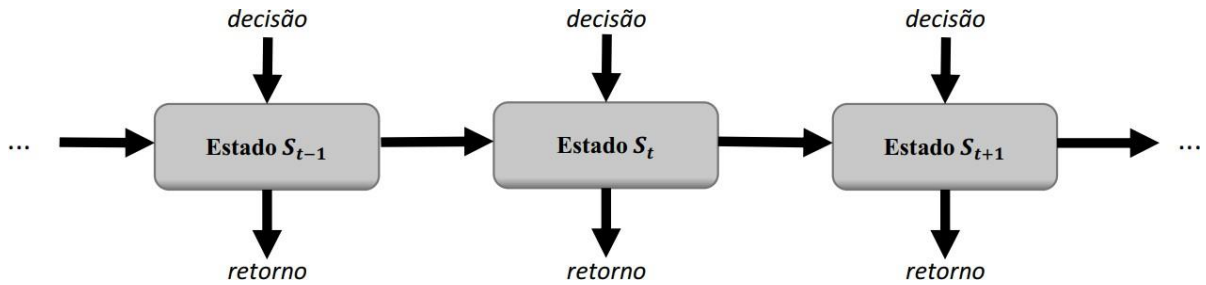 decisão decisão decisão
... Estado S_{t−1} Estado S_t Estado S_{t+1} ...
retorno retorno retorno